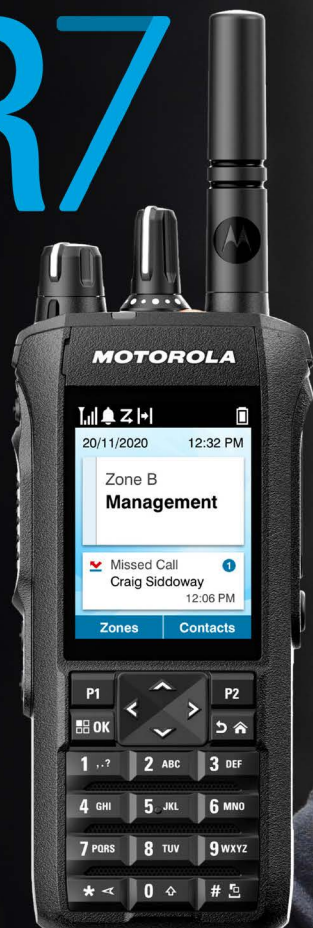 R7
MOTOROLA
20/11/2020 12:32 PM
Zone B
Management
Missed Call 1
Craig Siddoway
12:06 PM
Zones Contacts
P1 P2
OK
1 ,.? 2 ABC 3 DEF
4 GHI 5 JKL 6 MNO
7 PQRS 8 TUV 9 WXYZ
* 0 #